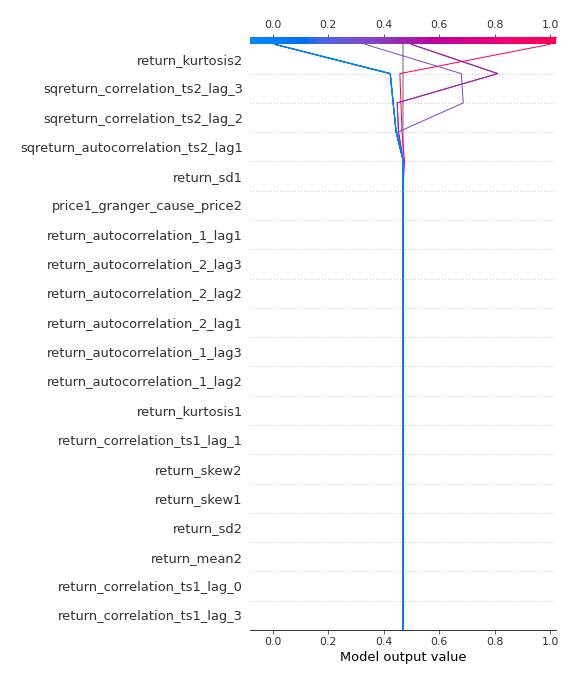 0.0 0.2 0.4 0.6 0.8 1.0
return_kurtosis2
sqreturn_correlation_ts2_lag_3
sqreturn_correlation_ts2_lag_2
sqreturn_autocorrelation_ts2_lag1
return_sd1
price1_granger_cause_price2
return_autocorrelation_1_lag1
return_autocorrelation_2_lag3
return_autocorrelation_2_lag2
return_autocorrelation_2_lag1
return_autocorrelation_1_lag3
return_autocorrelation_1_lag2
return_kurtosis1
return_correlation_ts1_lag_1
return_skew2
return_skew1
return_sd2
return_mean2
return_correlation_ts1_lag_0
return_correlation_ts1_lag_3
0.0 0.2 0.4 0.6 0.8 1.0
Model output value